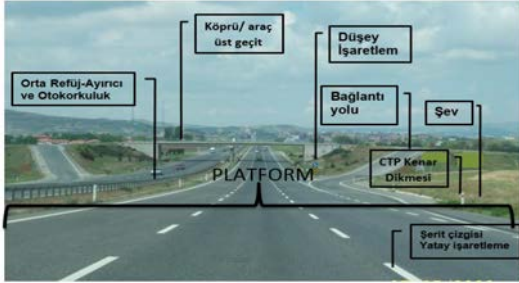 Köprü/ araç
üst geçit
Düşey
İşaretlem
Orta Refüj-Ayırıcı
ve Otokorkuluk
Bağlantı
yolu
Şev
CTP Kenar
Dikmesi
PLATFORM
Şerit çizgisi
Yatay işaretleme